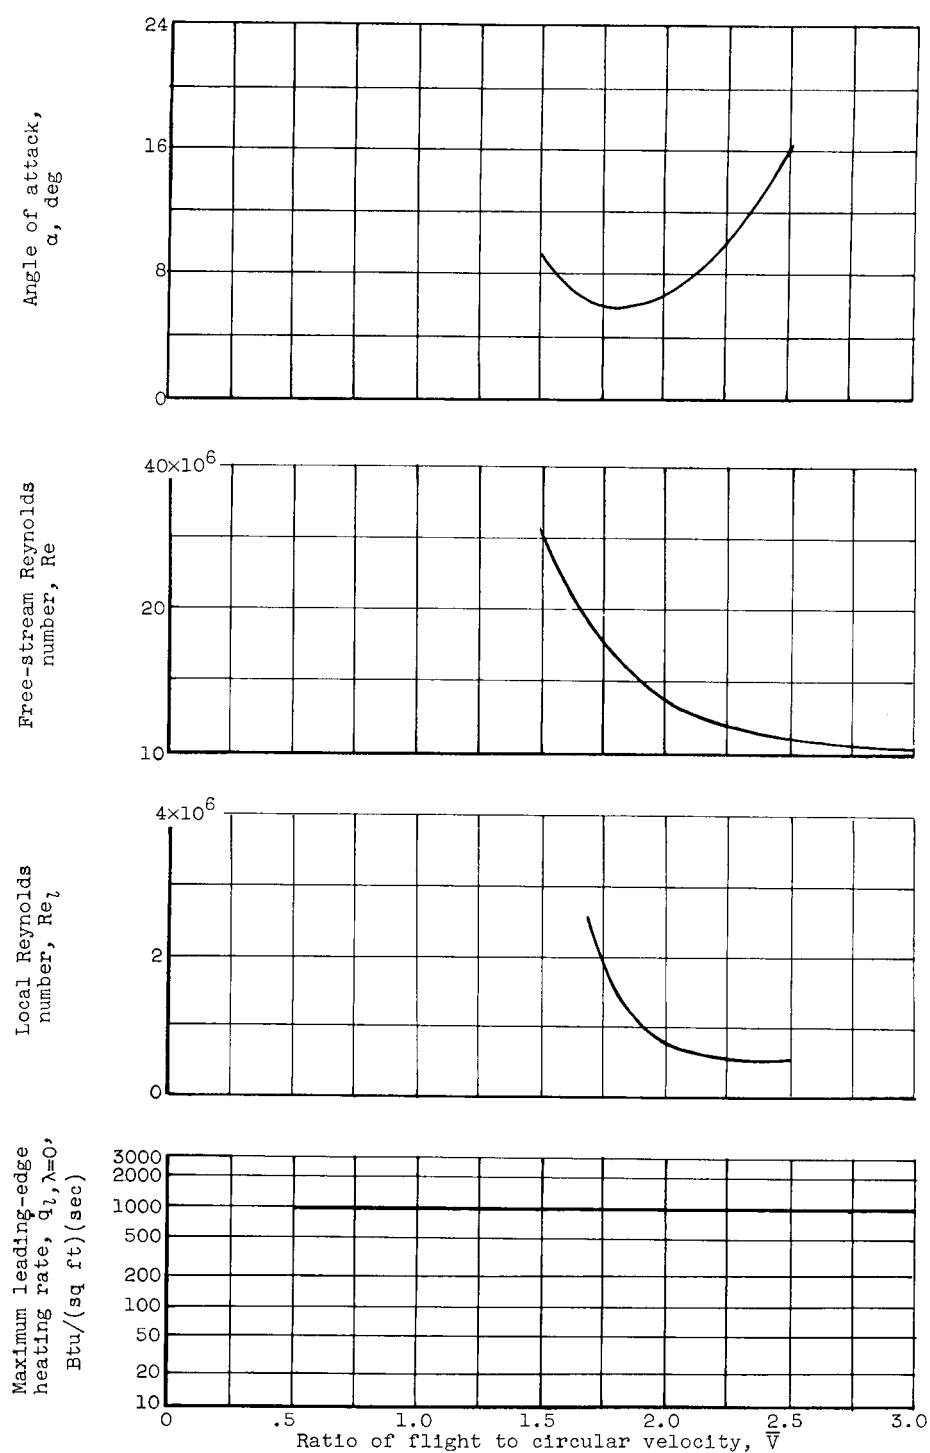 Angle of attack,
α, deg
24
16
8
0
Free-stream Reynolds
number, Re
40×10⁶
20
10
Local Reynolds
number, Re_l
4×10⁶
2
0
Maximum leading-edge
heating rate, q̇_l,λ=0,
Btu/(sq ft)(sec)
3000
2000
1000
500
200
100
50
20
10
0 .5 1.0 1.5 2.0 2.5 3.0
Ratio of flight to circular velocity, V̅